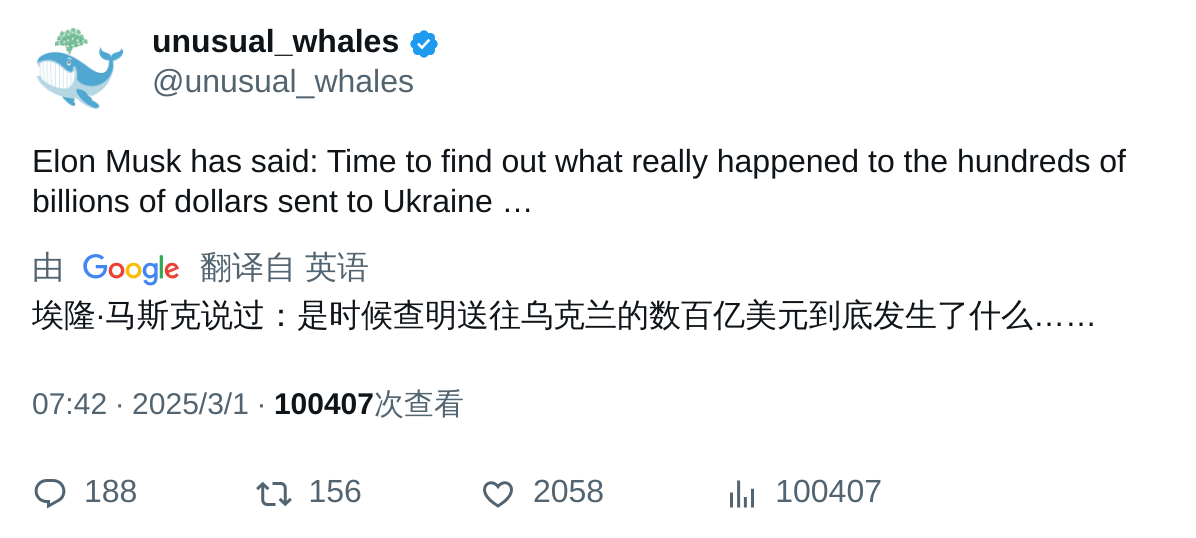 unusual_whales
@unusual_whales
Elon Musk has said: Time to find out what really happened to the hundreds of
billions of dollars sent to Ukraine …
由 Google 翻译自 英语
埃隆·马斯克说过：是时候查明送往乌克兰的数百亿美元到底发生了什么……
07:42 · 2025/3/1 · 100407次查看
188 156 2058 100407